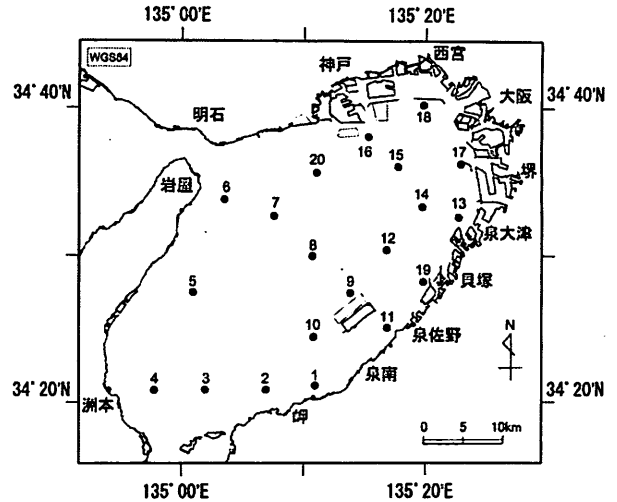 135° 00'E 135° 20'E
WGS84
神戸 西宮
34° 40'N 明石 大阪 34° 40'N
18
16 15 17 堺
岩屋 20
6 14 13
7 泉大津
8 12
5 9 19 貝塚
10 11 泉佐野 N
34° 20'N 4 3 2 1 泉南 34° 20'N
洲本 岬
0 5 10km
135° 00'E 135° 20'E